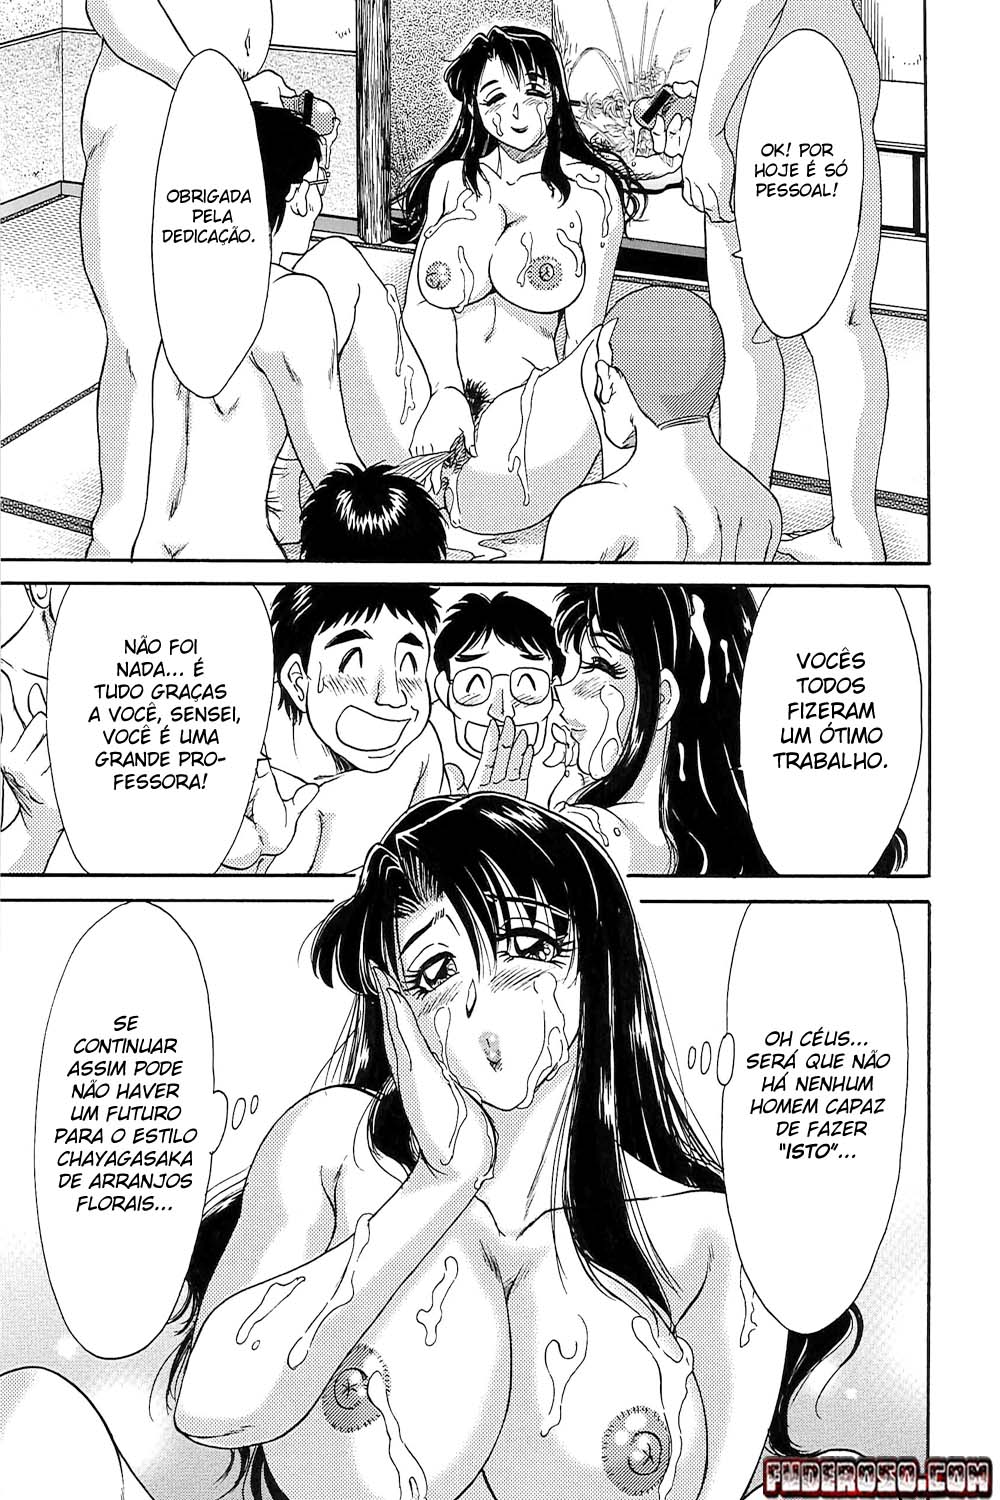 OK! POR
HOJE É SÓ
PESSOAL!
OBRIGADA
PELA
DEDICAÇÃO.
VOCÊS
TODOS
FIZERAM
UM ÓTIMO
TRABALHO.
NÃO FOI
NADA... É
TUDO GRAÇAS
A VOCÊ, SENSEI,
VOCÊ É UMA
GRANDE PRO-
FESSORA!
OH CÉUS...
SERÁ QUE NÃO
HÁ NENHUM
HOMEM CAPAZ
DE FAZER
"ISTO"...
SE
CONTINUAR
ASSIM PODE
NÃO HAVER
UM FUTURO
PARA O ESTILO
CHAYAGASAKA
DE ARRANJOS
FLORAIS...
FUDEROSO.COM